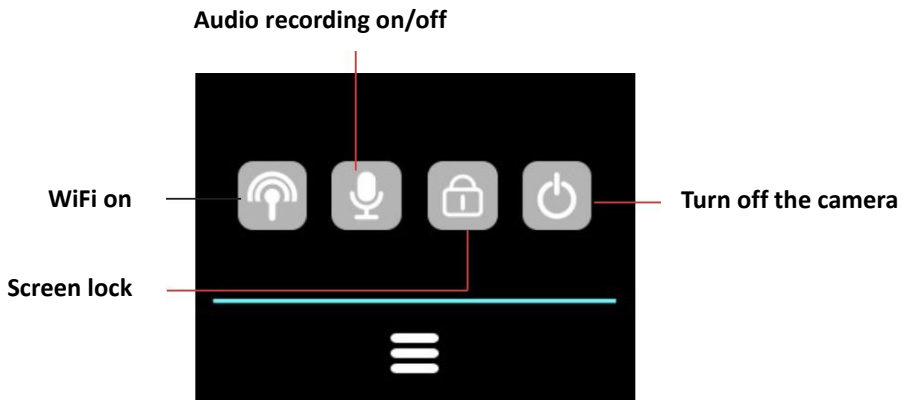 Audio recording on/off
WiFi on
Turn off the camera
Screen lock